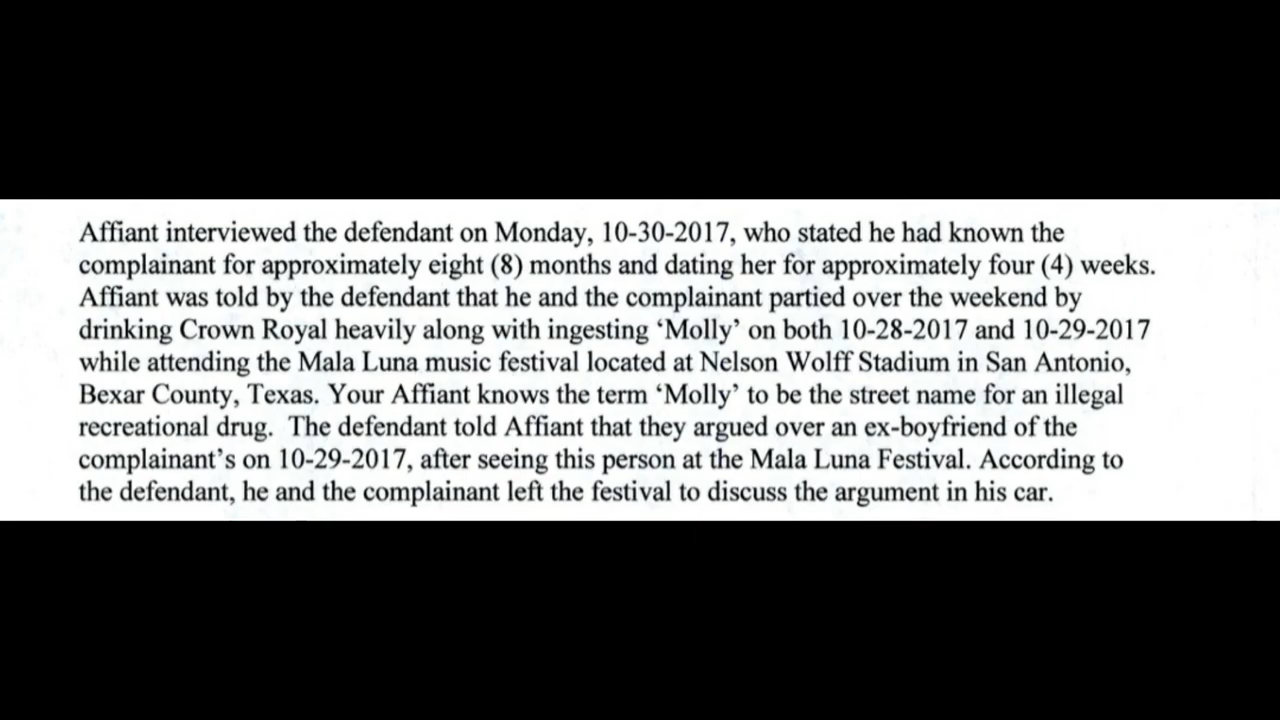 Affiant interviewed the defendant on Monday, 10-30-2017, who stated he had known the
complainant for approximately eight (8) months and dating her for approximately four (4) weeks.
Affiant was told by the defendant that he and the complainant partied over the weekend by
drinking Crown Royal heavily along with ingesting ‘Molly’ on both 10-28-2017 and 10-29-2017
while attending the Mala Luna music festival located at Nelson Wolff Stadium in San Antonio,
Bexar County, Texas. Your Affiant knows the term ‘Molly’ to be the street name for an illegal
recreational drug.  The defendant told Affiant that they argued over an ex-boyfriend of the
complainant’s on 10-29-2017, after seeing this person at the Mala Luna Festival. According to
the defendant, he and the complainant left the festival to discuss the argument in his car.